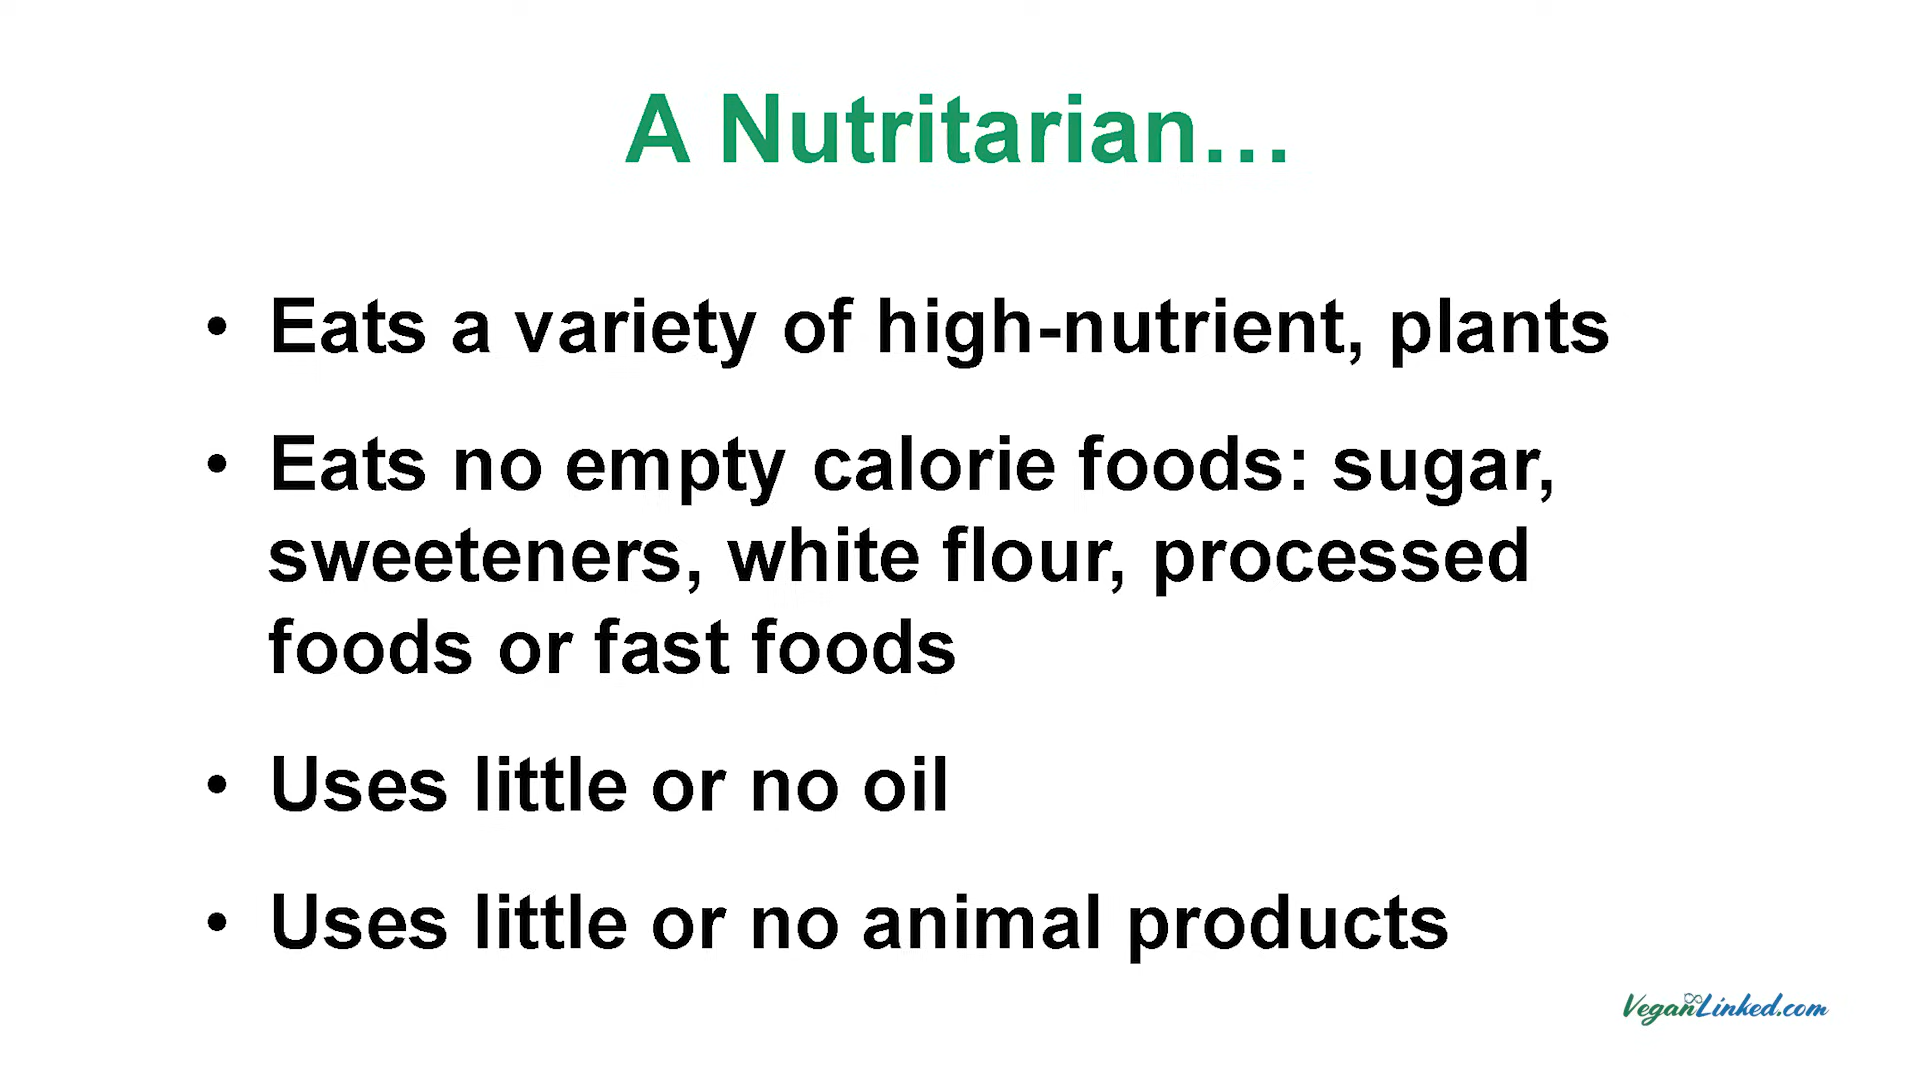 A Nutritarian…
• Eats a variety of high-nutrient, plants
• Eats no empty calorie foods: sugar,
sweeteners, white flour, processed
foods or fast foods
• Uses little or no oil
• Uses little or no animal products
VeganLinked.com